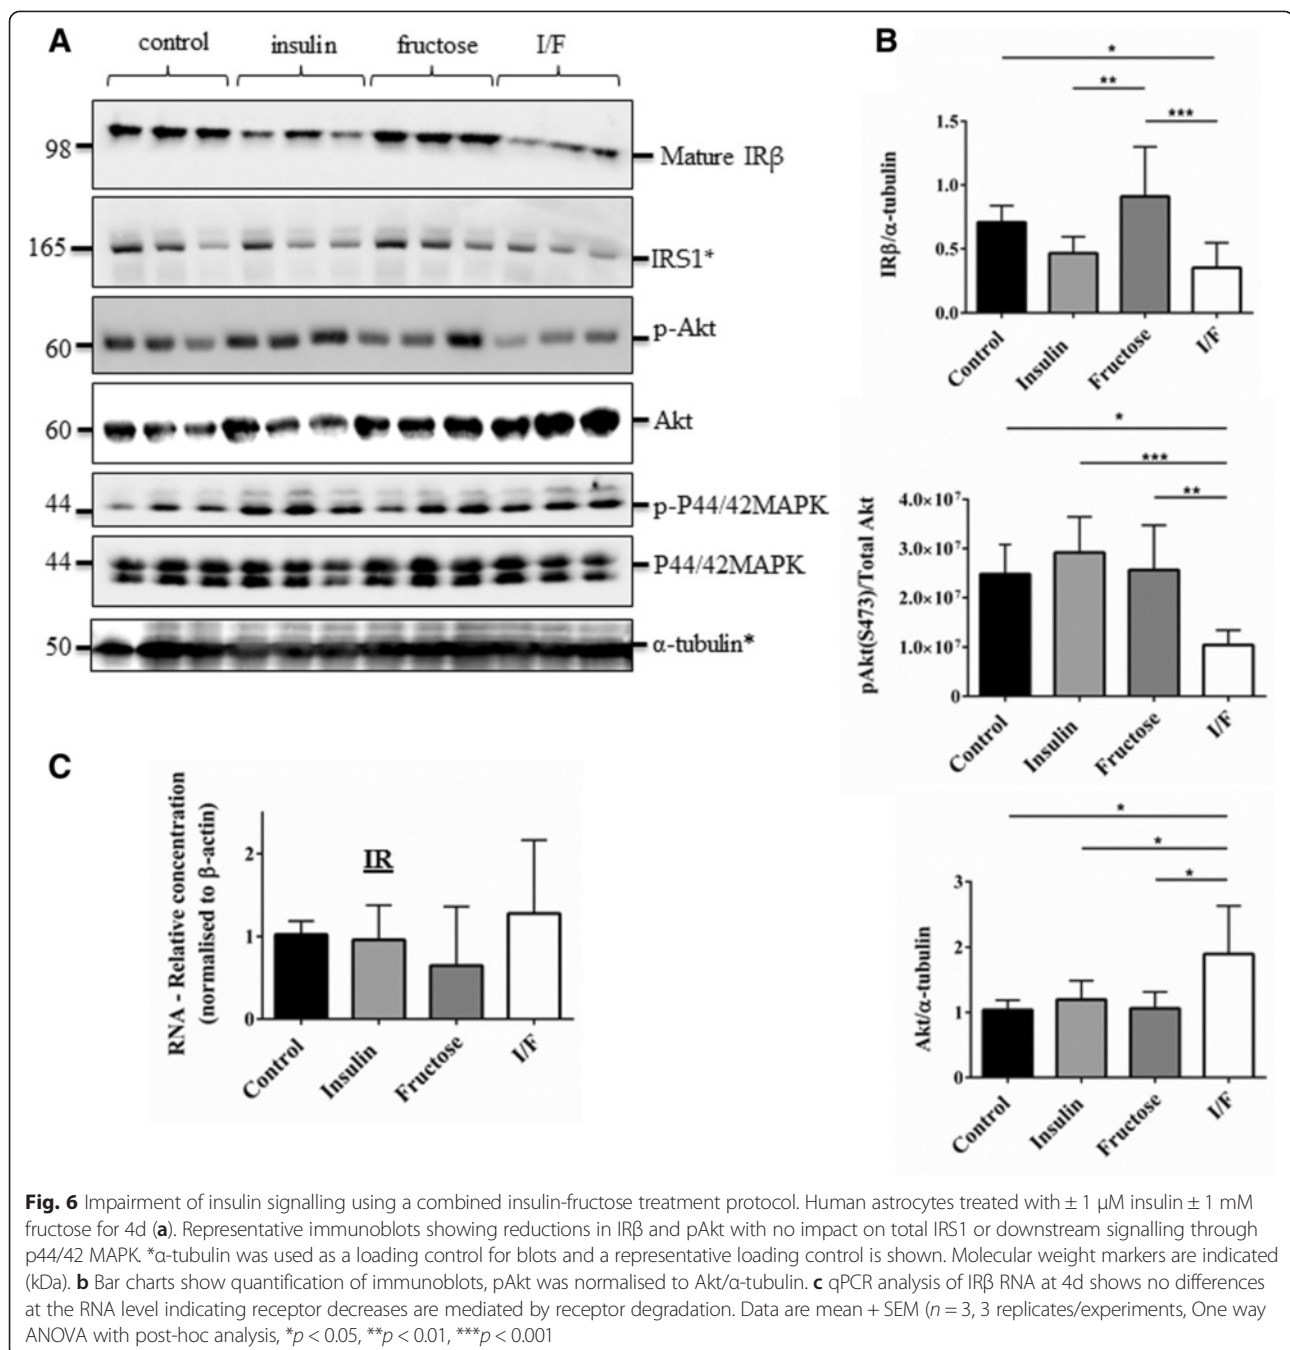 A
control insulin fructose I/F
98
Mature IRβ
165
IRS1*
60
p-Akt
60
Akt
44
p-P44/42MAPK
44
P44/42MAPK
50
α-tubulin*
B
*
**
***
IRβ/α-tubulin
1.5
1.0
0.5
0.0
Control Insulin Fructose I/F
*
***
**
pAkt(S473)/Total Akt
4.0×10⁷
3.0×10⁷
2.0×10⁷
1.0×10⁷
0
Control Insulin Fructose I/F
*
*
*
Akt/α-tubulin
3
2
1
0
Control Insulin Fructose I/F
C
RNA - Relative concentration
(normalised to β-actin)
IR
2
1
0
Control Insulin Fructose I/F
Fig. 6 Impairment of insulin signalling using a combined insulin-fructose treatment protocol. Human astrocytes treated with ± 1 μM insulin ± 1 mM
fructose for 4d (a). Representative immunoblots showing reductions in IRβ and pAkt with no impact on total IRS1 or downstream signalling through
p44/42 MAPK. *α-tubulin was used as a loading control for blots and a representative loading control is shown. Molecular weight markers are indicated
(kDa). b Bar charts show quantification of immunoblots, pAkt was normalised to Akt/α-tubulin. c qPCR analysis of IRβ RNA at 4d shows no differences
at the RNA level indicating receptor decreases are mediated by receptor degradation. Data are mean + SEM (n = 3, 3 replicates/experiments, One way
ANOVA with post-hoc analysis, *p < 0.05, **p < 0.01, ***p < 0.001